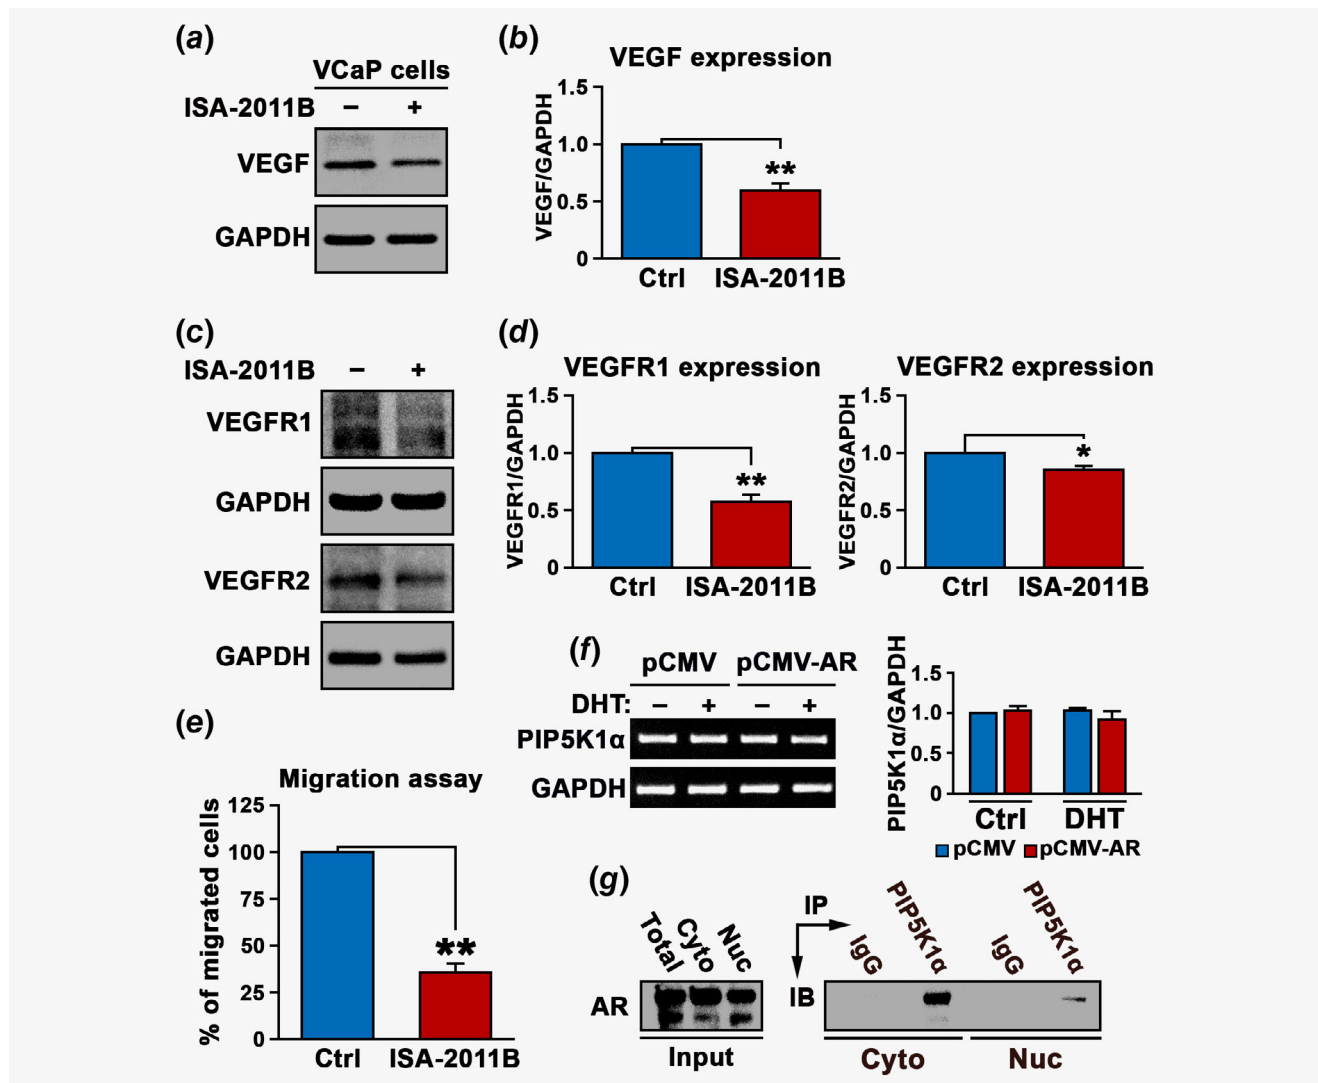 (a)
VCaP cells
ISA-2011B − +
VEGF
GAPDH
(b)
VEGF expression
VEGF/GAPDH
1.5
1.0
0.5
0
Ctrl ISA-2011B
**
(c)
ISA-2011B − +
VEGFR1
GAPDH
VEGFR2
GAPDH
(d)
VEGFR1 expression
VEGFR1/GAPDH
1.5
1.0
0.5
0
**
Ctrl ISA-2011B
VEGFR2 expression
VEGFR2/GAPDH
1.5
1.0
0.5
0
*
Ctrl ISA-2011B
(e)
Migration assay
% of migrated cells
125
100
75
50
25
0
**
Ctrl ISA-2011B
(f)
pCMV pCMV-AR
DHT: − + − +
PIP5K1α
GAPDH
PIP5K1α/GAPDH
1.5
1.0
0.5
0
Ctrl DHT
pCMV pCMV-AR
(g)
Total Cyto Nuc
AR
Input
IP
IB
IgG PIP5K1α IgG PIP5K1α
Cyto Nuc